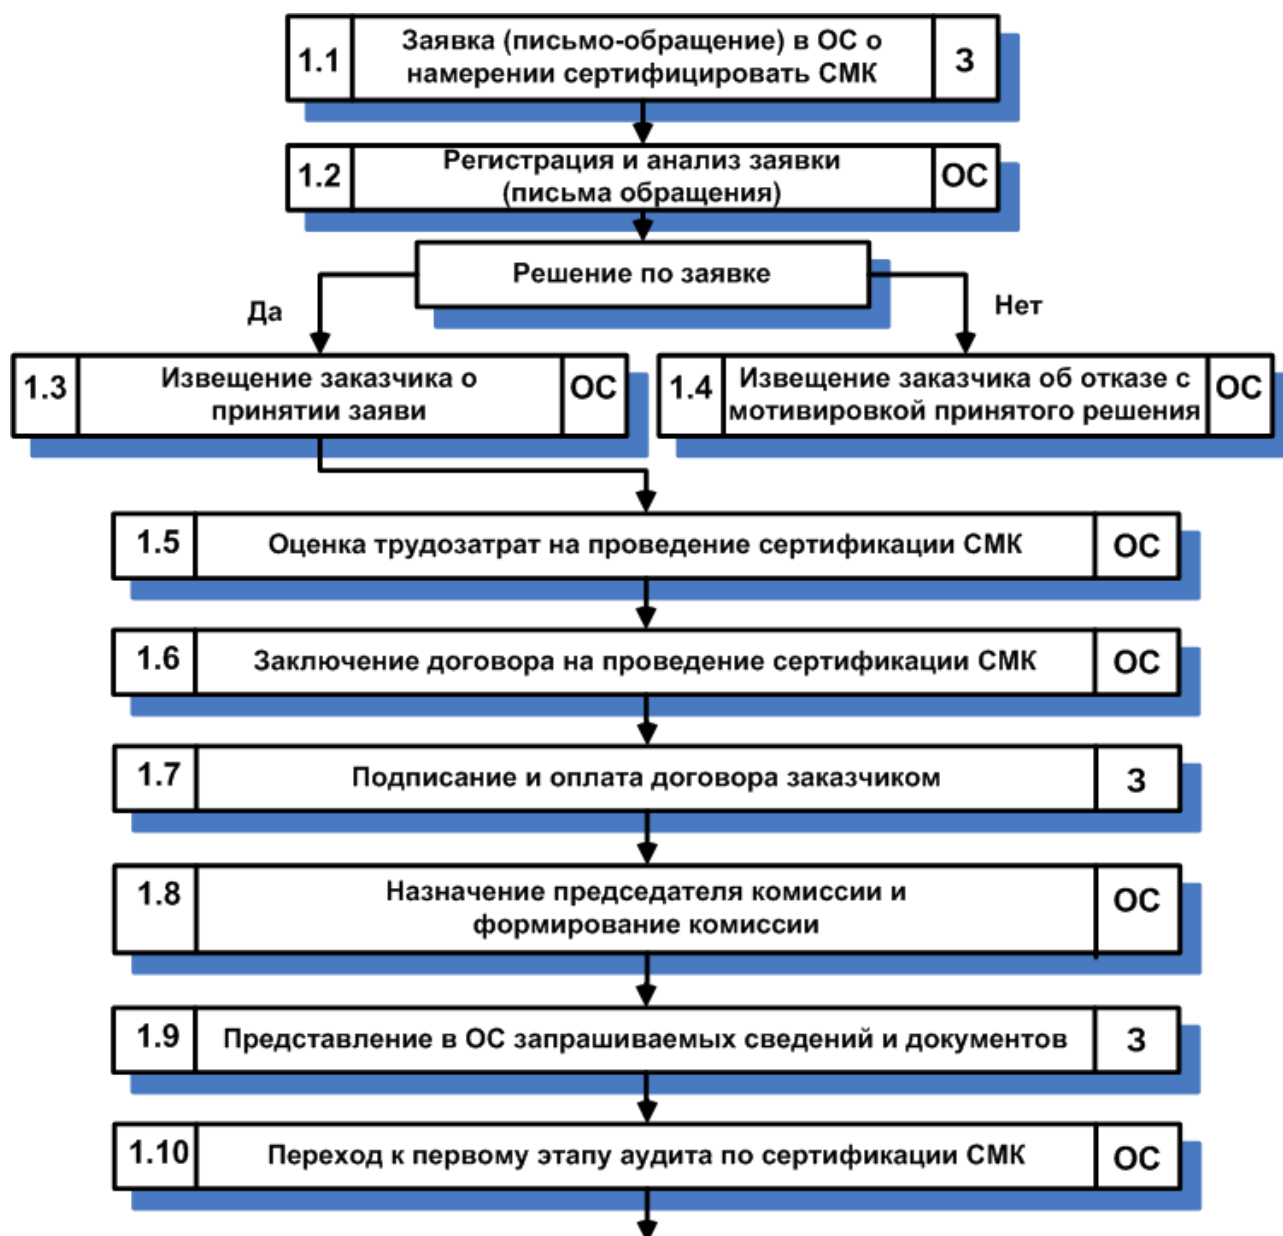 1.1
Заявка (письмо-обращение) в ОС о
намерении сертифицировать СМК
З
1.2
Регистрация и анализ заявки
(письма обращения)
ОС
Решение по заявке
Да
Нет
1.3
Извещение заказчика о
принятии заяви
ОС
1.4
Извещение заказчика об отказе с
мотивировкой принятого решения
ОС
1.5
Оценка трудозатрат на проведение сертификации СМК
ОС
1.6
Заключение договора на проведение сертификации СМК
ОС
1.7
Подписание и оплата договора заказчиком
З
1.8
Назначение председателя комиссии и
формирование комиссии
ОС
1.9
Представление в ОС запрашиваемых сведений и документов
З
1.10
Переход к первому этапу аудита по сертификации СМК
ОС